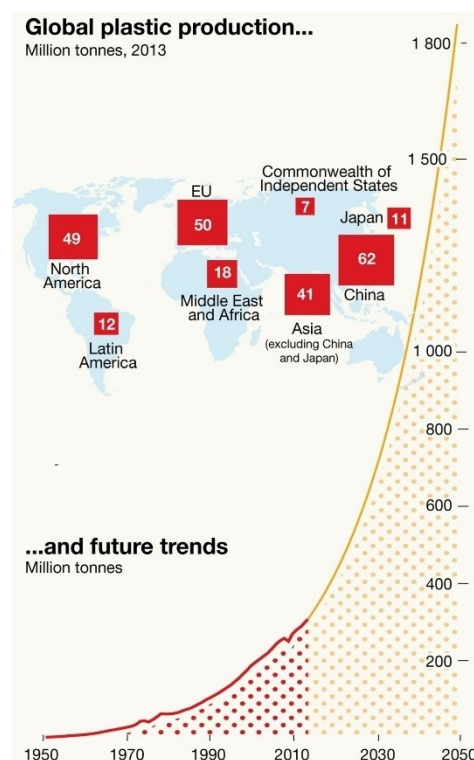 Global plastic production...
Million tonnes, 2013
1 800
1 500
Commonwealth of
Independent States
7
EU
50
Japan
11
49
North
America
18
Middle East
and Africa
62
China
41
Asia
(excluding China
and Japan)
12
Latin
America
1 000
800
600
...and future trends
Million tonnes
400
200
1950
1970
1990
2010
2030
2050